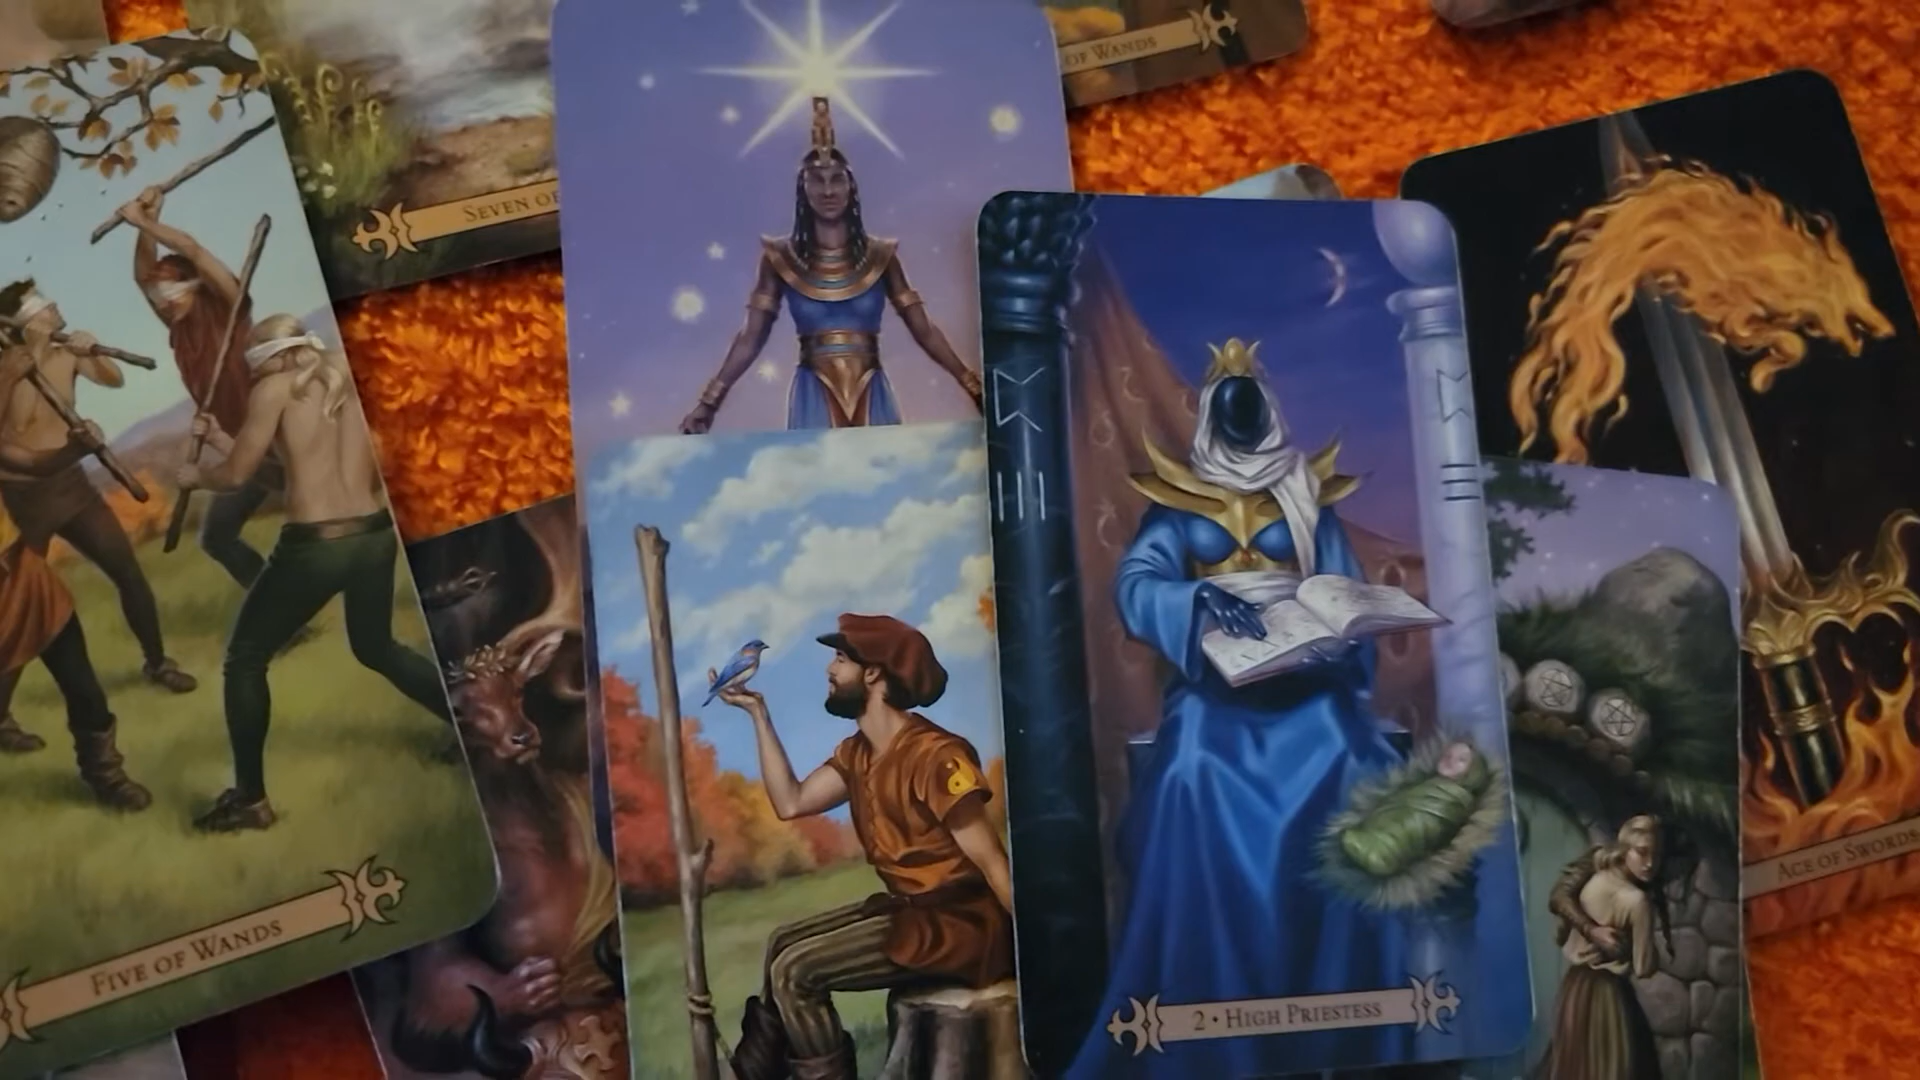 OF WANDS
SEVEN OF
FIVE OF WANDS
2 • HIGH PRIESTESS
ACE OF SWORDS